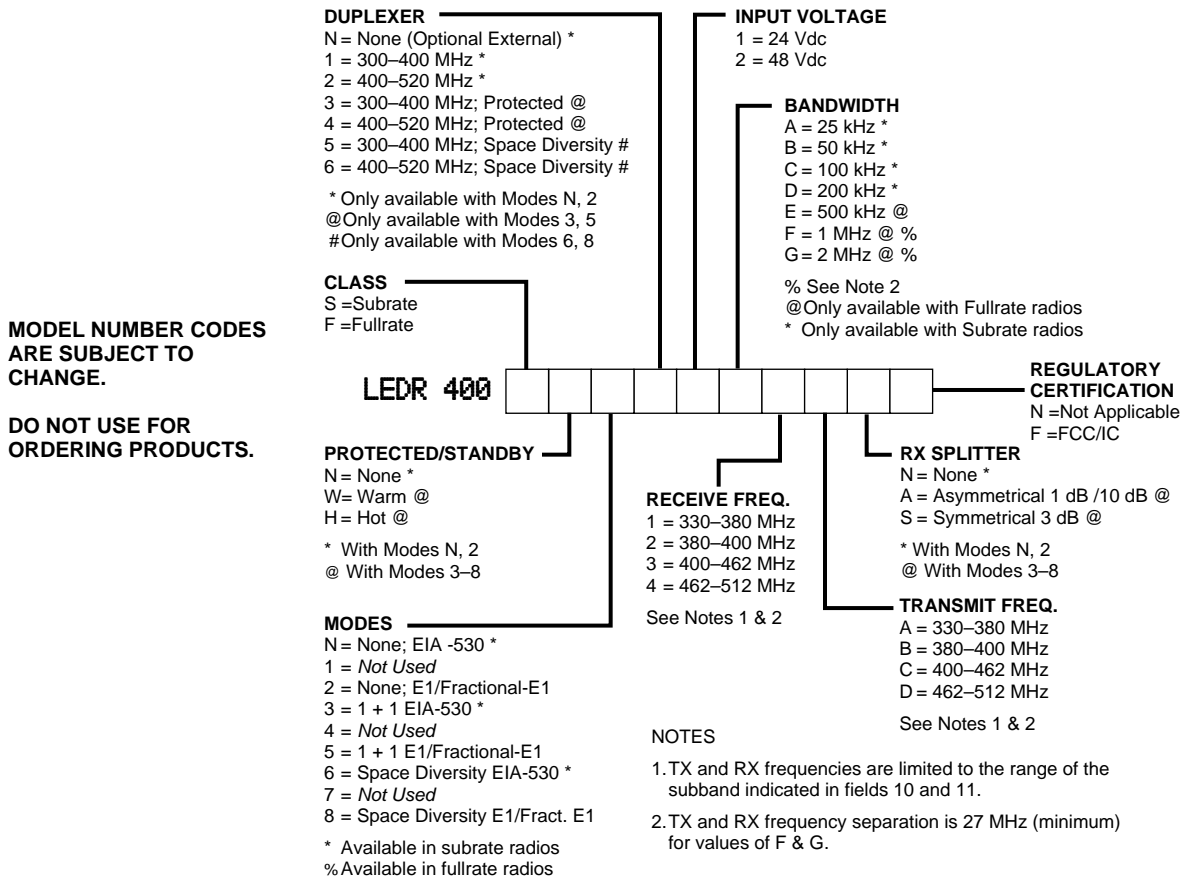 DUPLEXER
N = None (Optional External) *
1 = 300–400 MHz *
2 = 400–520 MHz *
3 = 300–400 MHz; Protected @
4 = 400–520 MHz; Protected @
5 = 300–400 MHz; Space Diversity #
6 = 400–520 MHz; Space Diversity #
* Only available with Modes N, 2
@Only available with Modes 3, 5
#Only available with Modes 6, 8
INPUT VOLTAGE
1 = 24 Vdc
2 = 48 Vdc
BANDWIDTH
A = 25 kHz *
B = 50 kHz *
C = 100 kHz *
D = 200 kHz *
E = 500 kHz @
F = 1 MHz @ %
G = 2 MHz @ %
% See Note 2
@Only available with Fullrate radios
* Only available with Subrate radios
CLASS
S =Subrate
F =Fullrate
MODEL NUMBER CODES
ARE SUBJECT TO
CHANGE.
DO NOT USE FOR
ORDERING PRODUCTS.
LEDR 400
REGULATORY
CERTIFICATION
N =Not Applicable
F =FCC/IC
PROTECTED/STANDBY
N = None *
W= Warm @
H = Hot @
* With Modes N, 2
@ With Modes 3–8
RECEIVE FREQ.
1 = 330–380 MHz
2 = 380–400 MHz
3 = 400–462 MHz
4 = 462–512 MHz
See Notes 1 & 2
RX SPLITTER
N = None *
A = Asymmetrical 1 dB /10 dB @
S = Symmetrical 3 dB @
* With Modes N, 2
@ With Modes 3–8
TRANSMIT FREQ.
A = 330–380 MHz
B = 380–400 MHz
C = 400–462 MHz
D = 462–512 MHz
See Notes 1 & 2
MODES
N = None; EIA -530 *
1 = Not Used
2 = None; E1/Fractional-E1
3 = 1 + 1 EIA-530 *
4 = Not Used
5 = 1 + 1 E1/Fractional-E1
6 = Space Diversity EIA-530 *
7 = Not Used
8 = Space Diversity E1/Fract. E1
* Available in subrate radios
%Available in fullrate radios
NOTES
1.TX and RX frequencies are limited to the range of the
subband indicated in fields 10 and 11.
2.TX and RX frequency separation is 27 MHz (minimum)
for values of F & G.